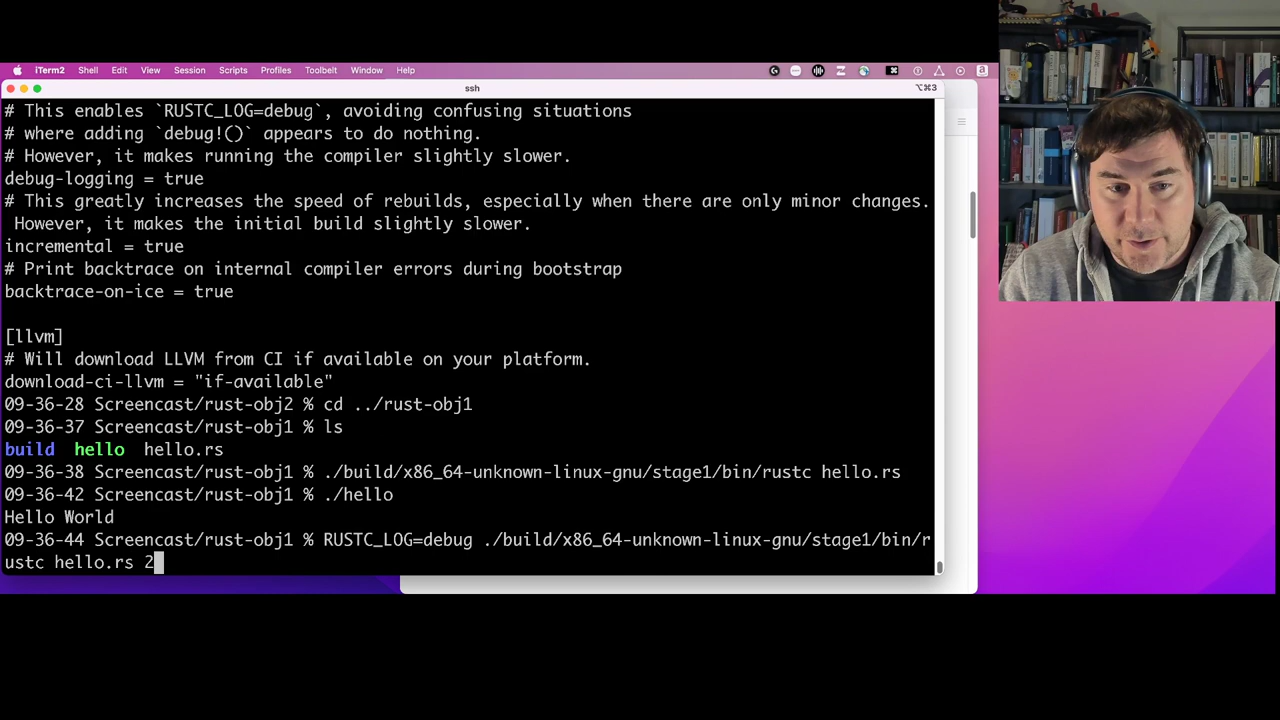 iTerm2 Shell Edit View Session Scripts Profiles Toolbelt Window Help
ssh
⌥⌘3
# This enables `RUSTC_LOG=debug`, avoiding confusing situations
# where adding `debug!()` appears to do nothing.
# However, it makes running the compiler slightly slower.
debug-logging = true
# This greatly increases the speed of rebuilds, especially when there are only minor changes.
However, it makes the initial build slightly slower.
incremental = true
# Print backtrace on internal compiler errors during bootstrap
backtrace-on-ice = true
[llvm]
# Will download LLVM from CI if available on your platform.
download-ci-llvm = "if-available"
09-36-28 Screencast/rust-obj2 % cd ../rust-obj1
09-36-37 Screencast/rust-obj1 % ls
build hello hello.rs
09-36-38 Screencast/rust-obj1 % ./build/x86_64-unknown-linux-gnu/stage1/bin/rustc hello.rs
09-36-42 Screencast/rust-obj1 % ./hello
Hello World
09-36-44 Screencast/rust-obj1 % RUSTC_LOG=debug ./build/x86_64-unknown-linux-gnu/stage1/bin/r
ustc hello.rs 2